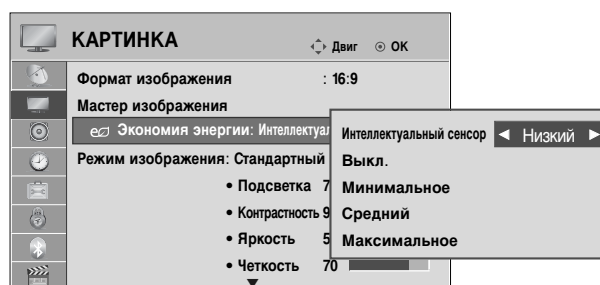 КАРТИНКА
Двиг ОК
Формат изображения : 16:9
Мастер изображения
Экономия энергии: Интеллектуал
Режим изображения: Стандартный
• Подсветка 7
• Контрастность 9
• Яркость 5
• Четкость 70
Интеллектуальный сенсор ◄ Низкий ►
Выкл.
Минимальное
Средний
Максимальное